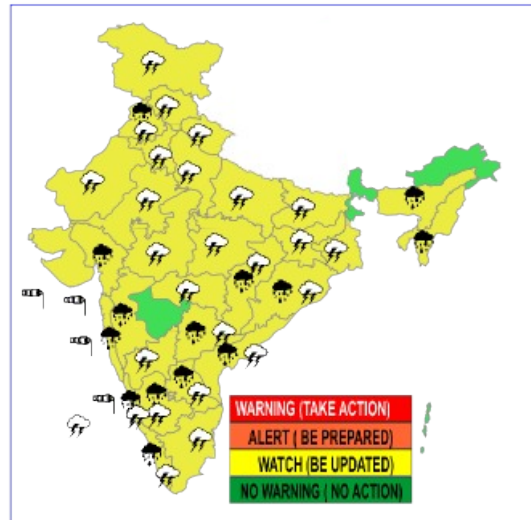 WARNING (TAKE ACTION)
ALERT ( BE PREPARED)
WATCH (BE UPDATED)
NO WARNING ( NO ACTION)